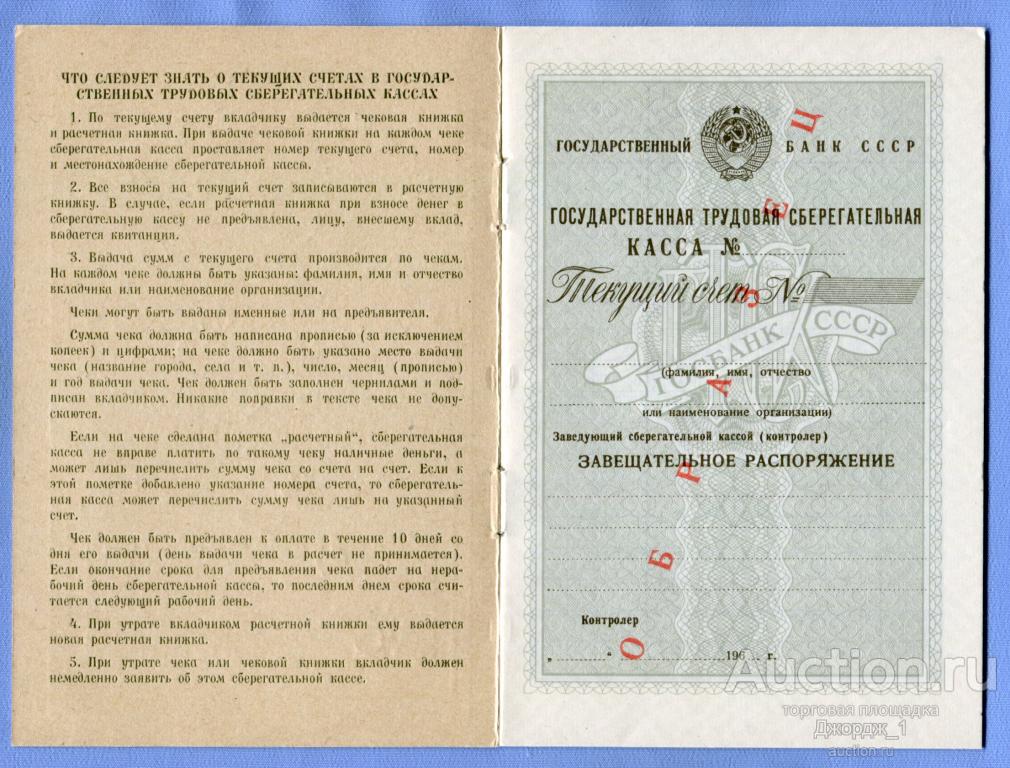 ЧТО СЛЕДУЕТ ЗНАТЬ О ТЕКУЩИХ СЧЕТАХ В ГОСУДАР-
СТВЕННЫХ ТРУДОВЫХ СБЕРЕГАТЕЛЬНЫХ КАССАХ
1. По текущему счету вкладчику выдается чековая книжка
и расчетная книжка. При выдаче чековой книжки на каждом чеке
сберегательная касса проставляет номер текущего счета, номер
и местонахождение сберегательной кассы.
2. Все взносы на текущий счет записываются в расчетную
книжку. В случае, если расчетная книжка при взносе денег в
сберегательную кассу не предъявлена, лицу, внесшему вклад,
выдается квитанция.
3. Выдача сумм с текущего счета производится по чекам.
На каждом чеке должны быть указаны: фамилия, имя и отчество
вкладчика или наименование организации.
Чеки могут быть выданы именные или на предъявителя.
Сумма чека должна быть написана прописью (за исключением
копеек) и цифрами; на чеке должно быть указано место выдачи
чека (название города, села и т. п.), число, месяц (прописью)
и год выдачи чека. Чек должен быть заполнен чернилами и под-
писан вкладчиком. Никакие поправки в тексте чека не допу-
скаются.
Если на чеке сделана пометка „расчетный", сберегательная
касса не вправе платить по такому чеку наличные деньги, а
может лишь перечислить сумму чека со счета на счет. Если к
этой пометке добавлено указание номера счета, то сберегатель-
ная касса может перечислить сумму чека лишь на указанный
счет.
Чек должен быть предъявлен к оплате в течение 10 дней со
дня его выдачи (день выдачи чека в расчет не принимается).
Если окончание срока для предъявления чека падет на нера-
бочий день сберегательной кассы, то последним днем срока счи-
тается следующий рабочий день.
4. При утрате вкладчиком расчетной книжки ему выдается
новая расчетная книжка.
5. При утрате чека или чековой книжки вкладчик должен
немедленно заявить об этом сберегательной кассе.
ГОСУДАРСТВЕННЫЙ БАНК СССР
ГОСУДАРСТВЕННАЯ ТРУДОВАЯ СБЕРЕГАТЕЛЬНАЯ
КАССА №
Текущий счет №
ГОСБАНК СССР
(фамилия, имя, отчество
или наименование организации)
Заведующий сберегательной кассой (контролер)
ЗАВЕЩАТЕЛЬНОЕ РАСПОРЯЖЕНИЕ
Контролер
„ " 196 г.
ОБРАЗЕЦ
Auction.ru
торговая площадка
Джордж_1
auction.ru